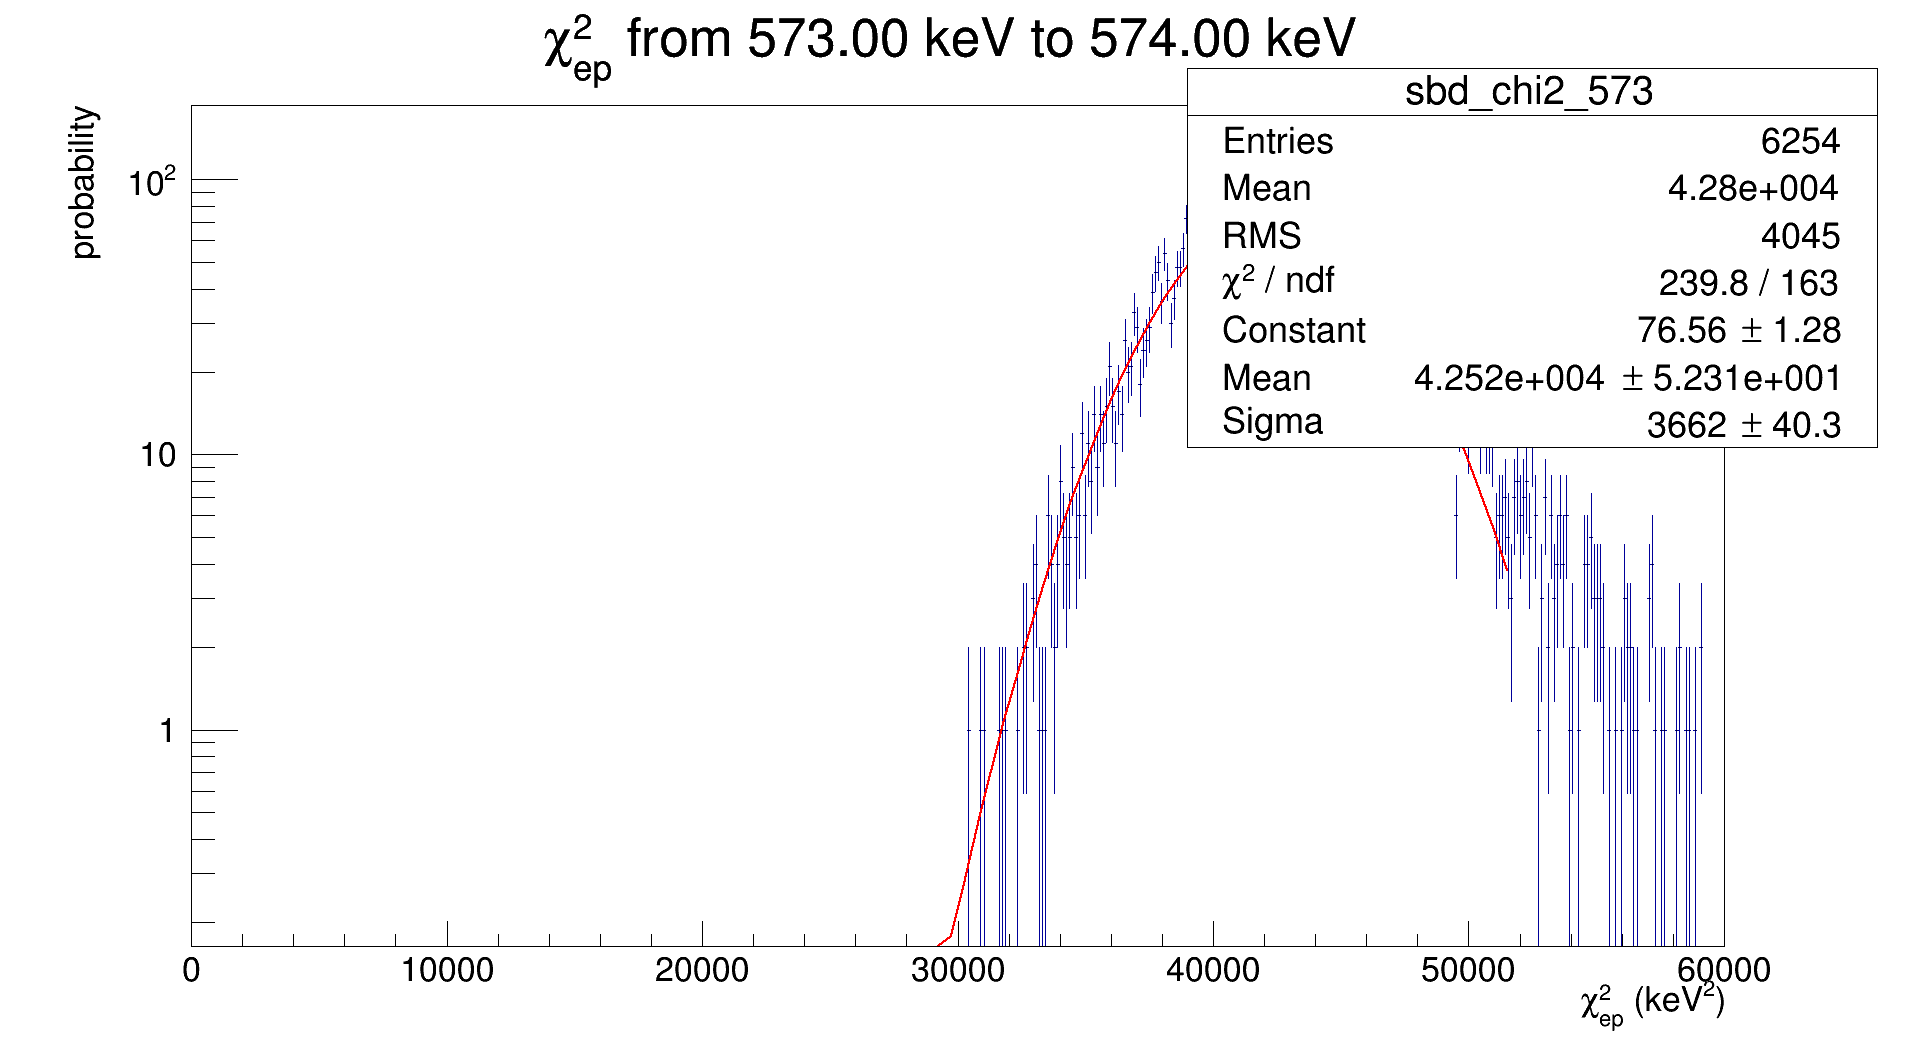 χ²ep from 573.00 keV to 574.00 keV
probability
sbd_chi2_573
Entries 6254
Mean 4.28e+004
RMS 4045
χ² / ndf 239.8 / 163
Constant 76.56 ± 1.28
Mean 4.252e+004 ± 5.231e+001
Sigma 3662 ± 40.3
10²
10
1
0 10000 20000 30000 40000 50000 60000
χ²ep (keV²)